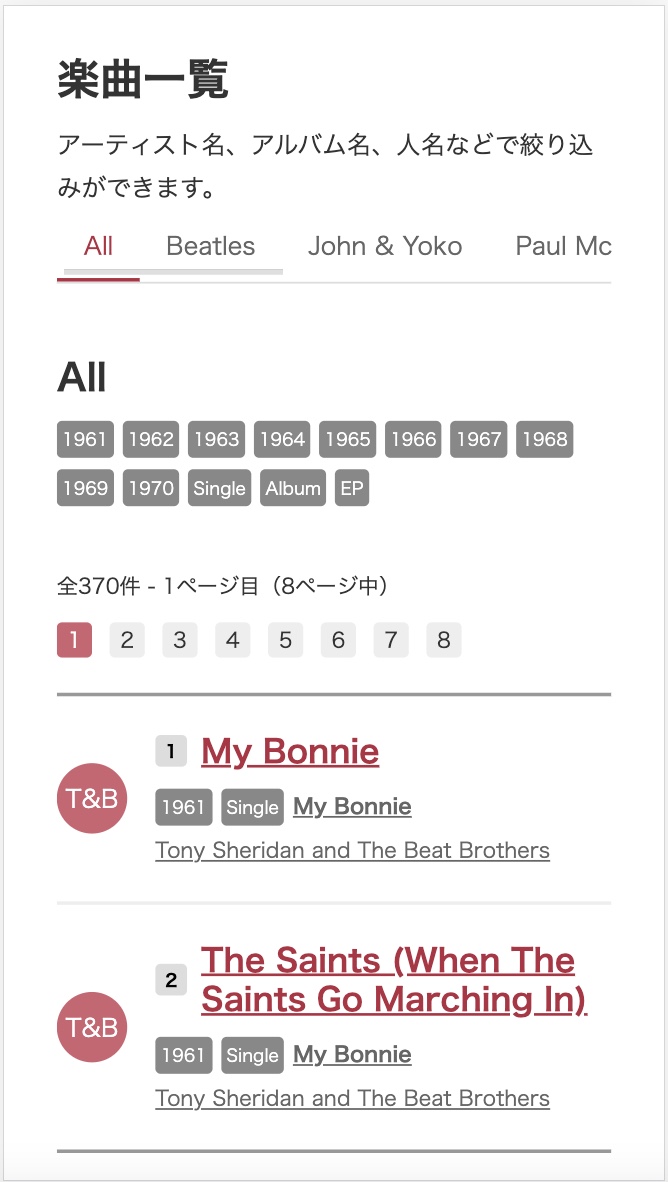 楽曲一覧
アーティスト名、アルバム名、人名などで絞り込
みができます。
All Beatles John & Yoko Paul Mc
All
1961 1962 1963 1964 1965 1966 1967 1968
1969 1970 Single Album EP
全370件 - 1ページ目（8ページ中）
1 2 3 4 5 6 7 8
1 My Bonnie
T&B
1961 Single My Bonnie
Tony Sheridan and The Beat Brothers
2 The Saints (When The
Saints Go Marching In)
T&B
1961 Single My Bonnie
Tony Sheridan and The Beat Brothers